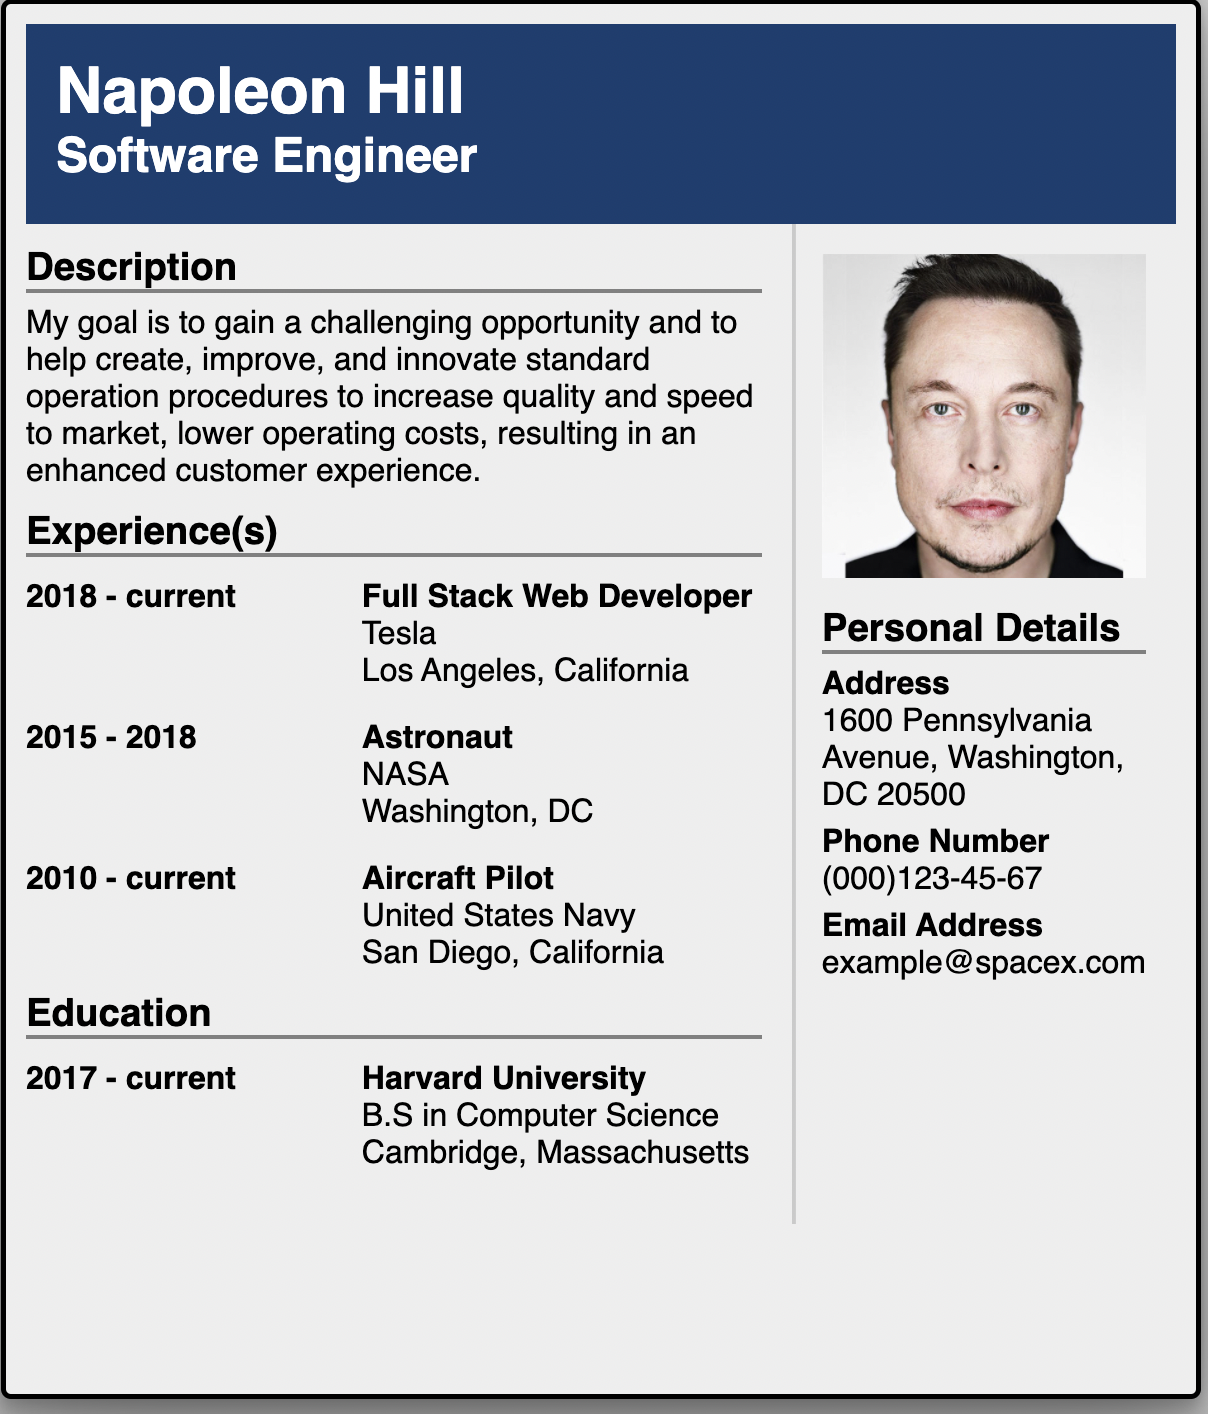 Napoleon Hill
Software Engineer
Description
My goal is to gain a challenging opportunity and to
help create, improve, and innovate standard
operation procedures to increase quality and speed
to market, lower operating costs, resulting in an
enhanced customer experience.
Experience(s)
2018 - current Full Stack Web Developer
Tesla
Los Angeles, California
2015 - 2018 Astronaut
NASA
Washington, DC
2010 - current Aircraft Pilot
United States Navy
San Diego, California
Education
2017 - current Harvard University
B.S in Computer Science
Cambridge, Massachusetts
Personal Details
Address
1600 Pennsylvania
Avenue, Washington,
DC 20500
Phone Number
(000)123-45-67
Email Address
example@spacex.com